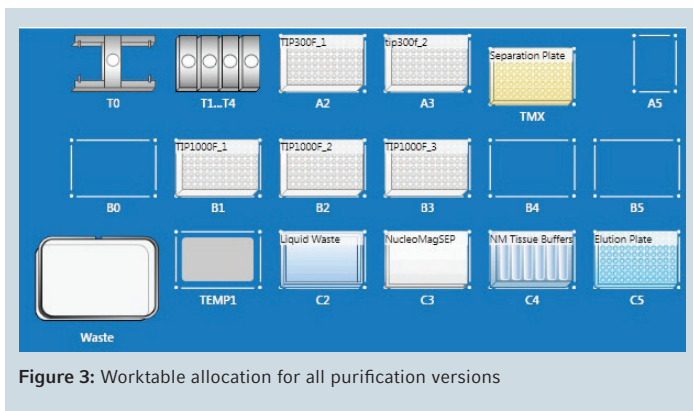 TIP300F_1
tip300f_2
Separation Plate
T0
T1...T4
A2
A3
TMX
A5
TIP1000F_1
TIP1000F_2
TIP1000F_3
B0
B1
B2
B3
B4
B5
Liquid Waste
NucleoMagSEP
NM Tissue Buffers
Elution Plate
TEMP1
C2
C3
C4
C5
Waste
Figure 3: Worktable allocation for all purification versions